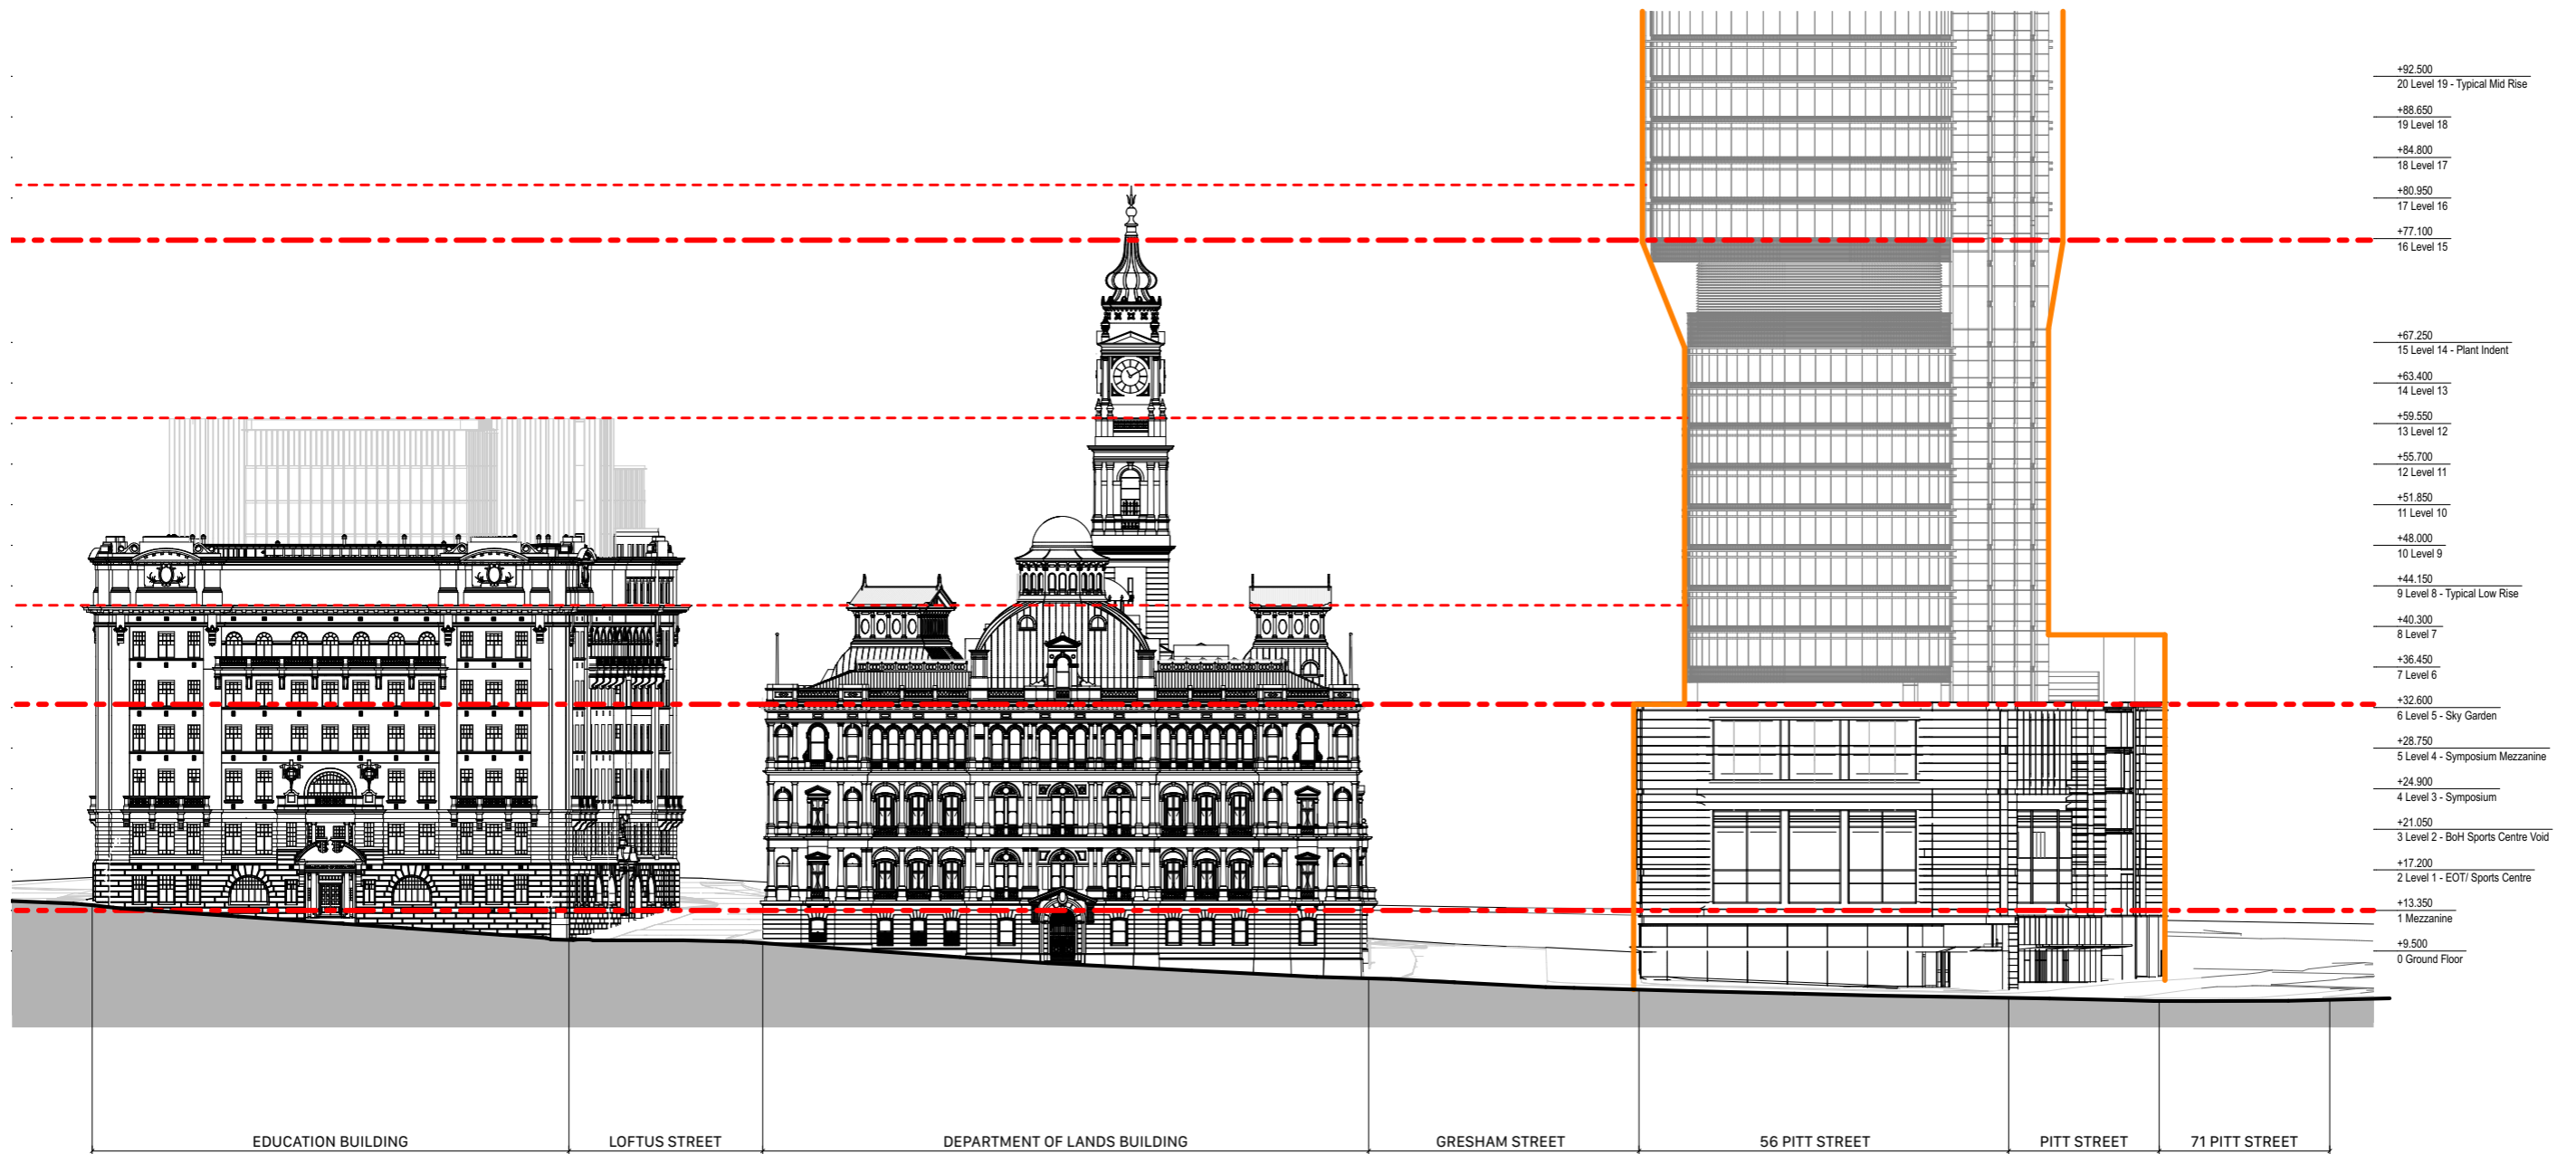 +92.500
20 Level 19 - Typical Mid Rise
+88.650
19 Level 18
+84.800
18 Level 17
+80.950
17 Level 16
+77.100
16 Level 15
+67.250
15 Level 14 - Plant Indent
+63.400
14 Level 13
+59.550
13 Level 12
+55.700
12 Level 11
+51.850
11 Level 10
+48.000
10 Level 9
+44.150
9 Level 8 - Typical Low Rise
+40.300
8 Level 7
+36.450
7 Level 6
+32.600
6 Level 5 - Sky Garden
+28.750
5 Level 4 - Symposium Mezzanine
+24.900
4 Level 3 - Symposium
+21.050
3 Level 2 - BoH Sports Centre Void
+17.200
2 Level 1 - EOT/ Sports Centre
+13.350
1 Mezzanine
+9.500
0 Ground Floor
EDUCATION BUILDING LOFTUS STREET DEPARTMENT OF LANDS BUILDING GRESHAM STREET 56 PITT STREET PITT STREET 71 PITT STREET